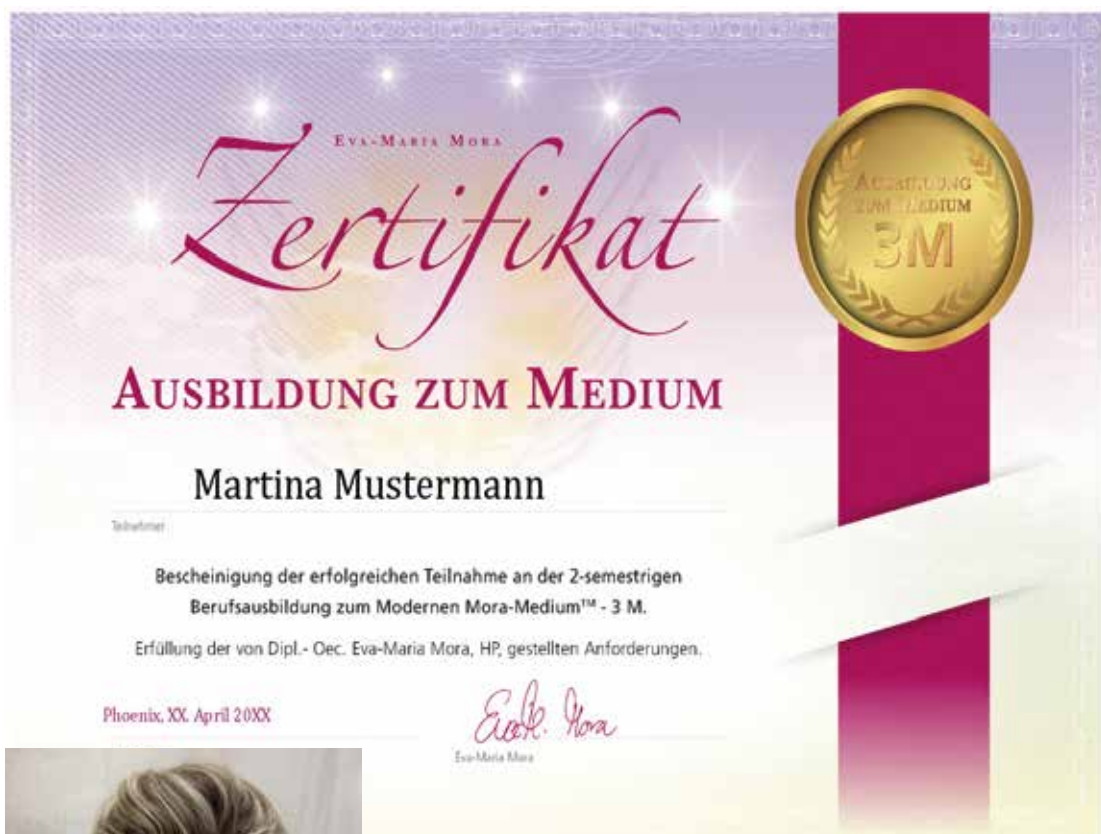 EVA-MARIA MORA
Zertifikat
AUSBILDUNG ZUM MEDIUM
Martina Mustermann
Teilnehmer
Bescheinigung der erfolgreichen Teilnahme an der 2-semestrigen
Berufsausbildung zum Modernen Mora-Medium™ - 3 M.
Erfüllung der von Dipl.- Oec. Eva-Maria Mora, HP, gestellten Anforderungen.
Phoenix, XX. April 20XX
Eva M. Mora
Eva-Maria Mora
AUSBILDUNG
ZUM MEDIUM
3M